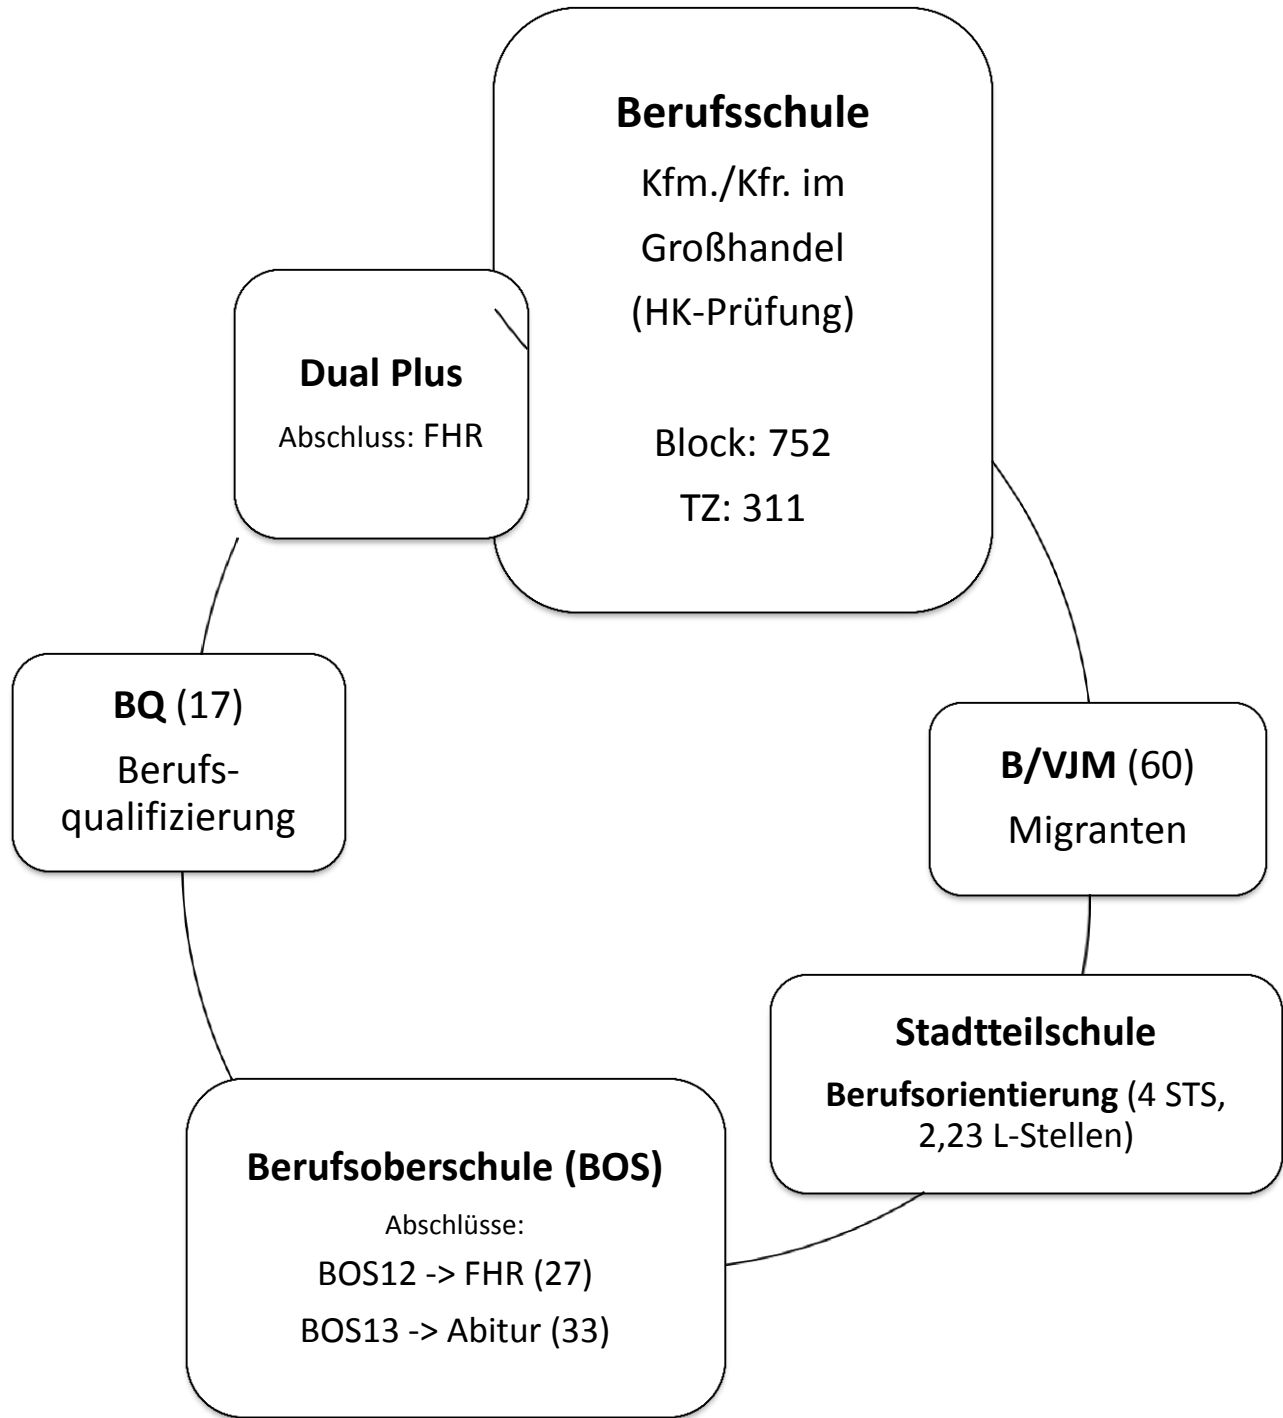 Berufsschule
Kfm./Kfr. im
Großhandel
(HK-Prüfung)
Block: 752
TZ: 311
Dual Plus
Abschluss: FHR
BQ (17)
Berufs-
qualifizierung
B/VJM (60)
Migranten
Stadtteilschule
Berufsorientierung (4 STS,
2,23 L-Stellen)
Berufsoberschule (BOS)
Abschlüsse:
BOS12 -> FHR (27)
BOS13 -> Abitur (33)